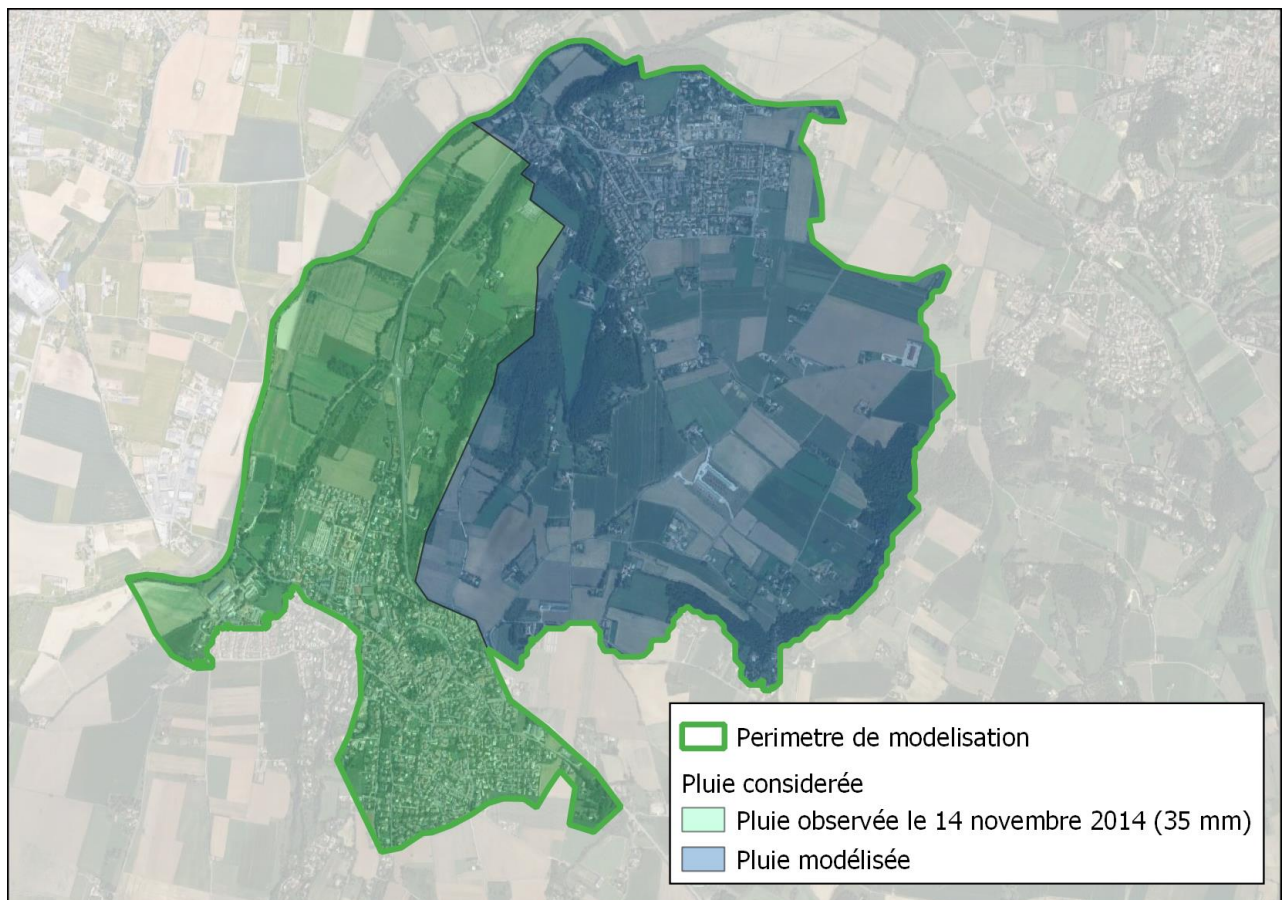 Perimetre de modelisation
Pluie considerée
Pluie observée le 14 novembre 2014 (35 mm)
Pluie modélisée